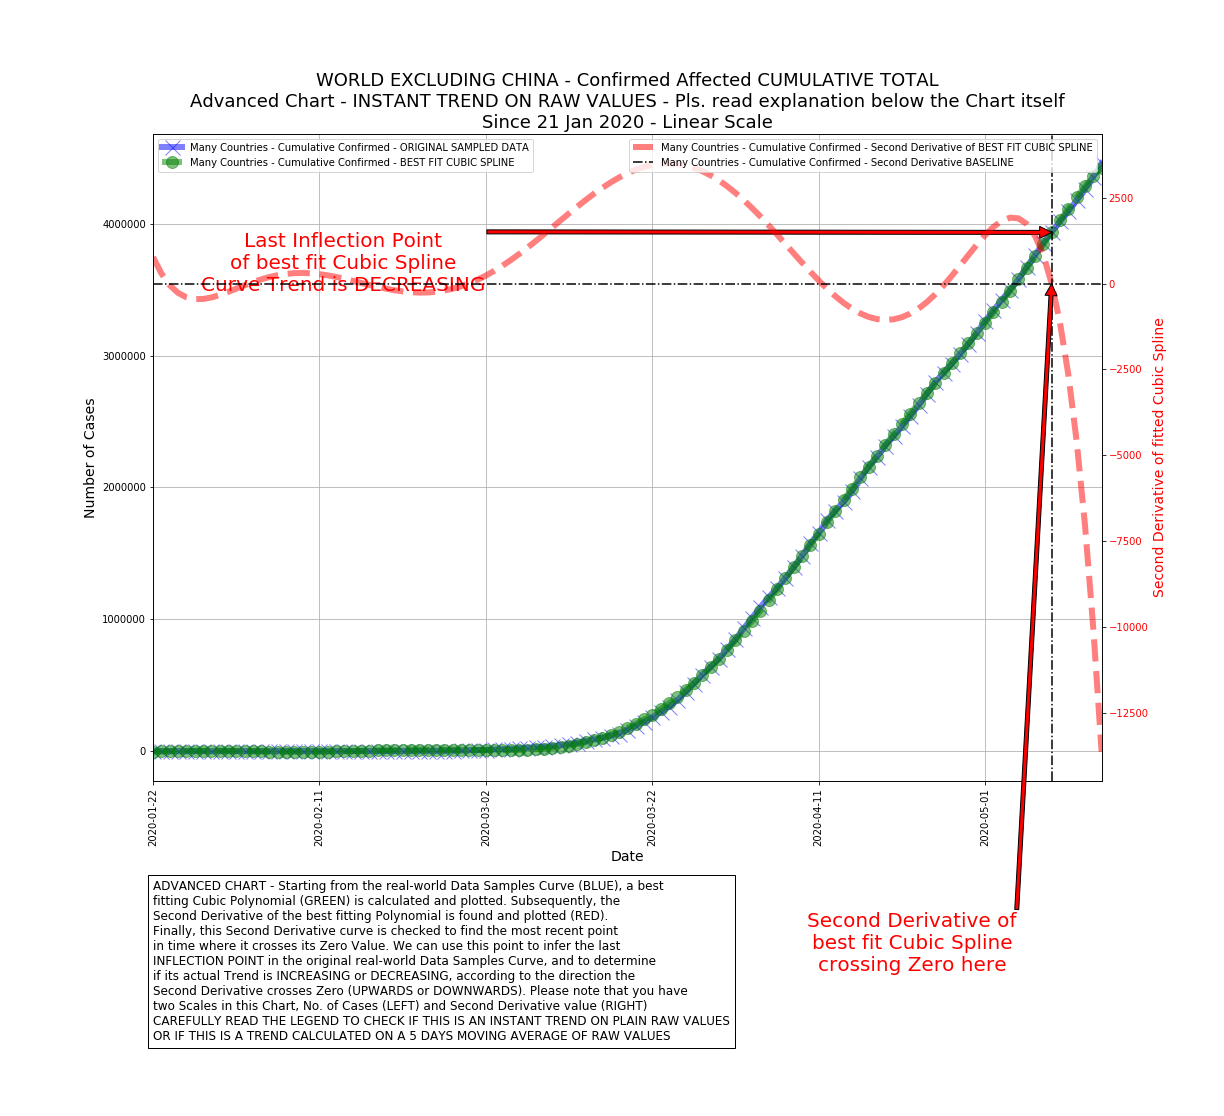 WORLD EXCLUDING CHINA - Confirmed Affected CUMULATIVE TOTAL
Advanced Chart - INSTANT TREND ON RAW VALUES - Pls. read explanation below the Chart itself
Since 21 Jan 2020 - Linear Scale
Many Countries - Cumulative Confirmed - ORIGINAL SAMPLED DATA
Many Countries - Cumulative Confirmed - BEST FIT CUBIC SPLINE
Many Countries - Cumulative Confirmed - Second Derivative of BEST FIT CUBIC SPLINE
Many Countries - Cumulative Confirmed - Second Derivative BASELINE
Last Inflection Point
of best fit Cubic Spline
Curve Trend is DECREASING
Number of Cases
4000000
3000000
2000000
1000000
0
2500
0
−2500
−5000
−7500
−10000
−12500
Second Derivative of fitted Cubic Spline
2020-01-22
2020-02-11
2020-03-02
2020-03-22
2020-04-11
2020-05-01
Date
ADVANCED CHART - Starting from the real-world Data Samples Curve (BLUE), a best
fitting Cubic Polynomial (GREEN) is calculated and plotted. Subsequently, the
Second Derivative of the best fitting Polynomial is found and plotted (RED).
Finally, this Second Derivative curve is checked to find the most recent point
in time where it crosses its Zero Value. We can use this point to infer the last
INFLECTION POINT in the original real-world Data Samples Curve, and to determine
if its actual Trend is INCREASING or DECREASING, according to the direction the
Second Derivative crosses Zero (UPWARDS or DOWNWARDS). Please note that you have
two Scales in this Chart, No. of Cases (LEFT) and Second Derivative value (RIGHT)
CAREFULLY READ THE LEGEND TO CHECK IF THIS IS AN INSTANT TREND ON PLAIN RAW VALUES
OR IF THIS IS A TREND CALCULATED ON A 5 DAYS MOVING AVERAGE OF RAW VALUES
Second Derivative of
best fit Cubic Spline
crossing Zero here